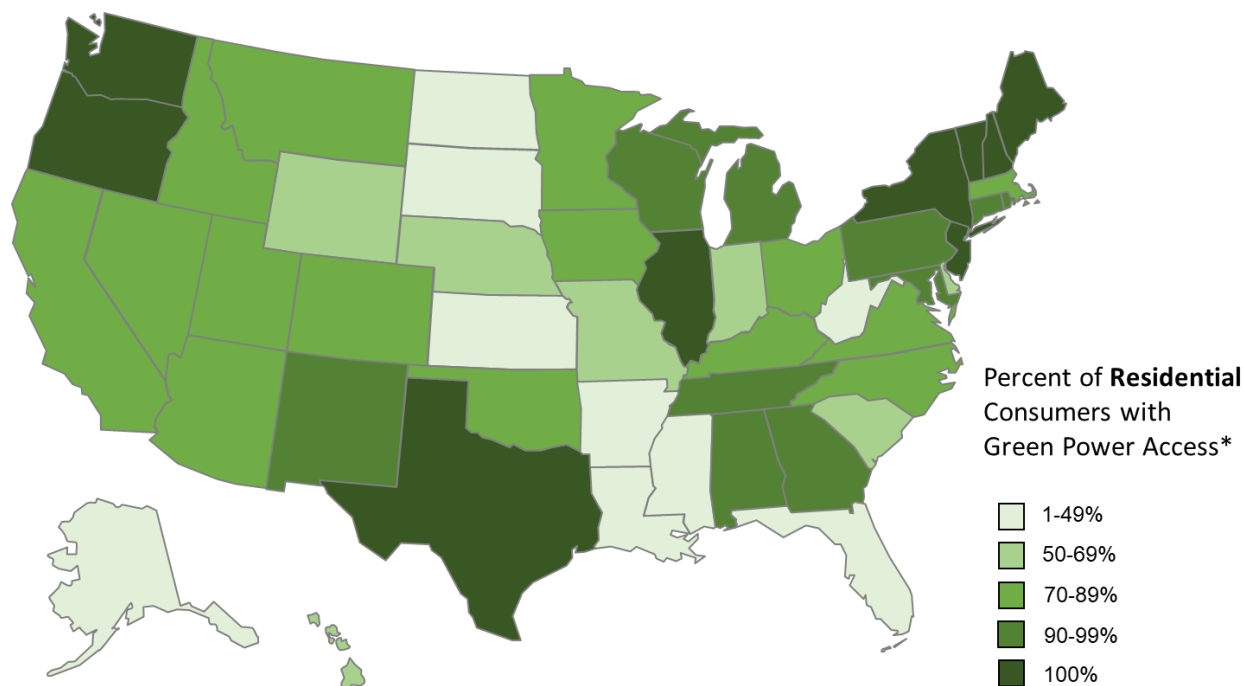 Percent of Residential
Consumers with
Green Power Access*
1-49%
50-69%
70-89%
90-99%
100%